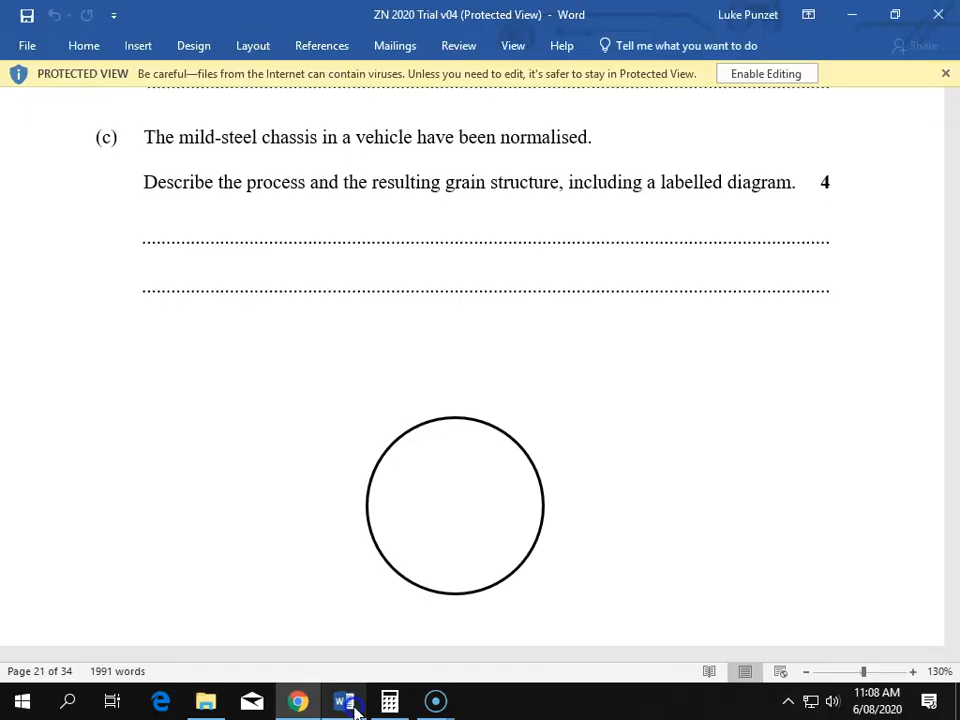 ZN 2020 Trial v04 (Protected View) - Word
Luke Punzet
File Home Insert Design Layout References Mailings Review View Help Tell me what you want to do Share
PROTECTED VIEW Be careful—files from the Internet can contain viruses. Unless you need to edit, it's safer to stay in Protected View. Enable Editing
(c) The mild-steel chassis in a vehicle have been normalised.
Describe the process and the resulting grain structure, including a labelled diagram. 4
Page 21 of 34 1991 words 130%
11:08 AM
6/08/2020